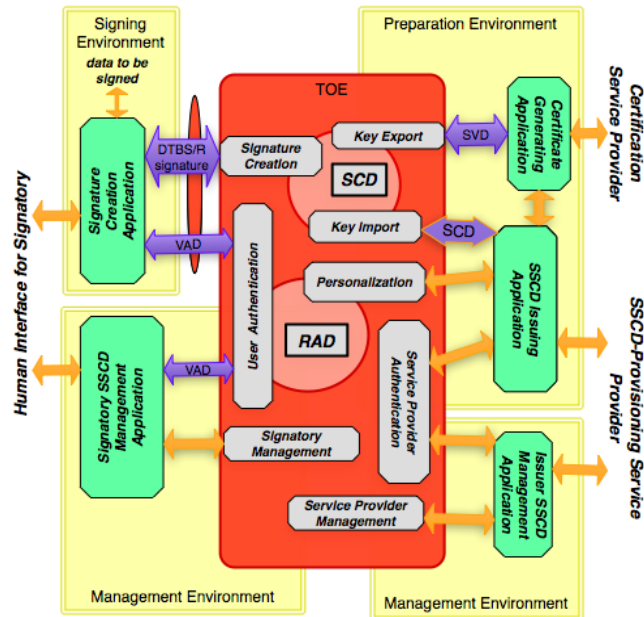 Signing
Environment
data to be
signed
Preparation Environment
TOE
DTBS/R
signature
Signature
Creation
Key Export
SVD
Certificate
Generating
Application
Certification
Service Provider
SCD
Signature
Creation
Application
VAD
Key Import
SCD
Human Interface for Signatory
User Authentication
Personalization
SSCD Issuing
Application
RAD
SSCD-Provisioning Service
Provider
Signatory SSCD
Management
Application
VAD
Service Provider
Authentication
Signatory
Management
Issuer SSCD
Management
Application
Service Provider
Management
Management Environment
Management Environment